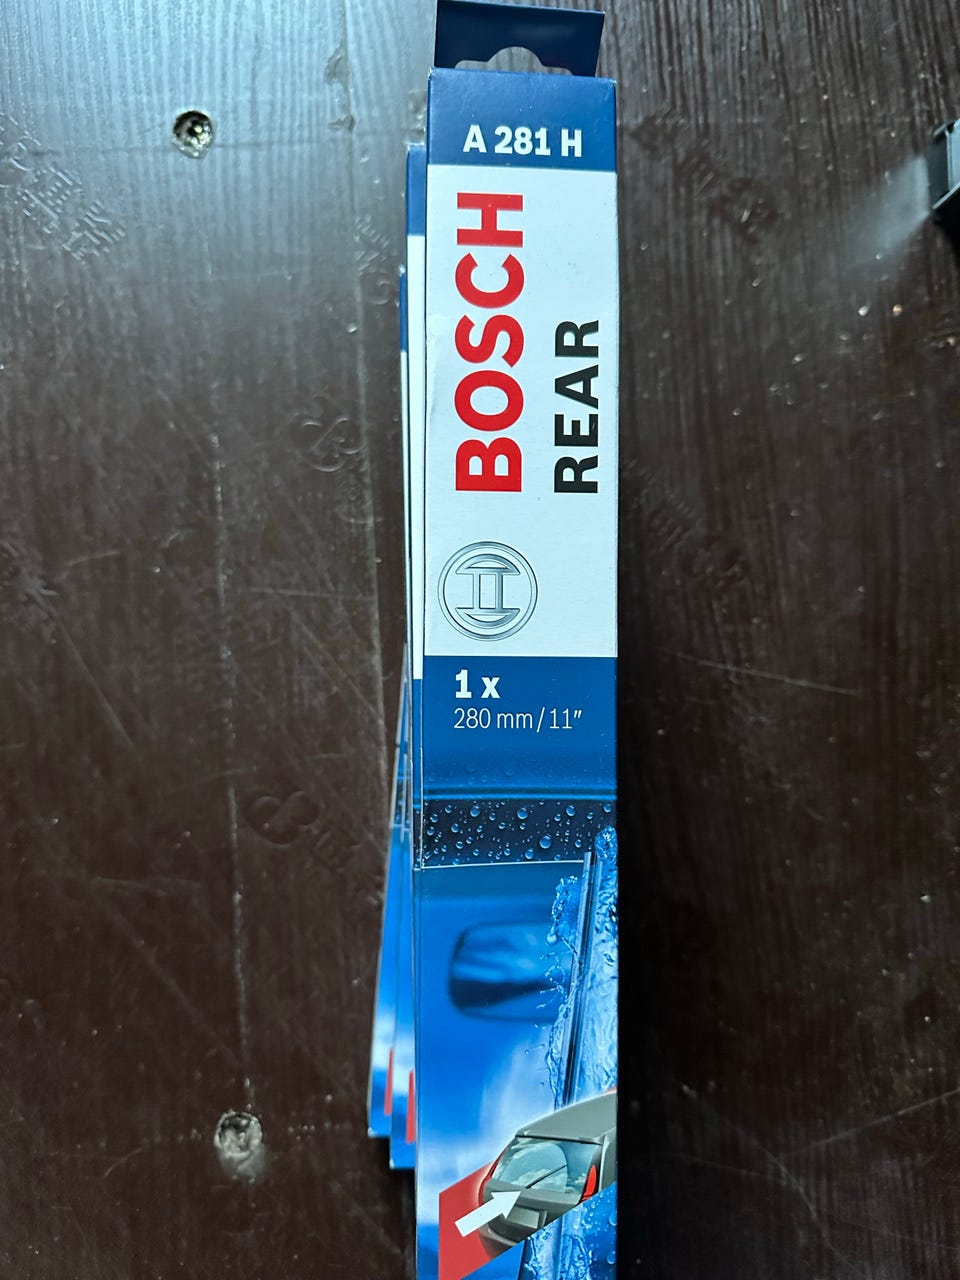 A 281 H
BOSCH
REAR
1 x
280 mm / 11"